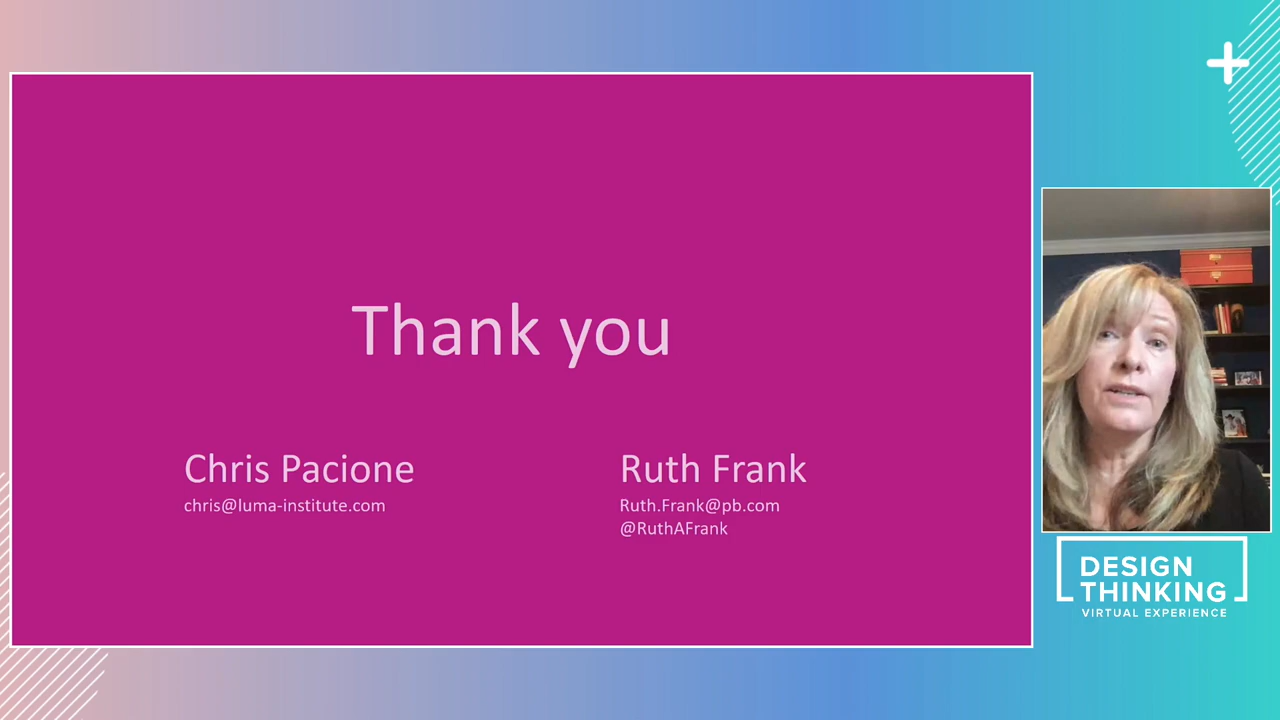 Thank you
Chris Pacione
chris@luma-institute.com
Ruth Frank
Ruth.Frank@pb.com
@RuthAFrank
DESIGN
THINKING
VIRTUAL EXPERIENCE